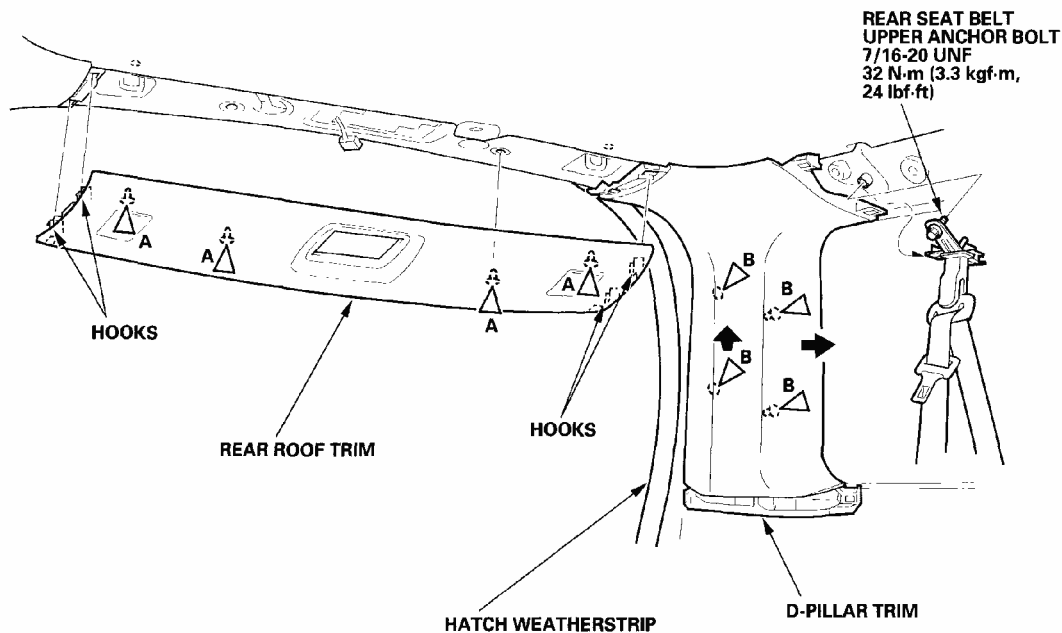 REAR SEAT BELT
UPPER ANCHOR BOLT
7/16-20 UNF
32 N·m (3.3 kgf·m,
24 lbf·ft)
A
A
A
A
B
B
B
B
HOOKS
HOOKS
REAR ROOF TRIM
HATCH WEATHERSTRIP
D-PILLAR TRIM